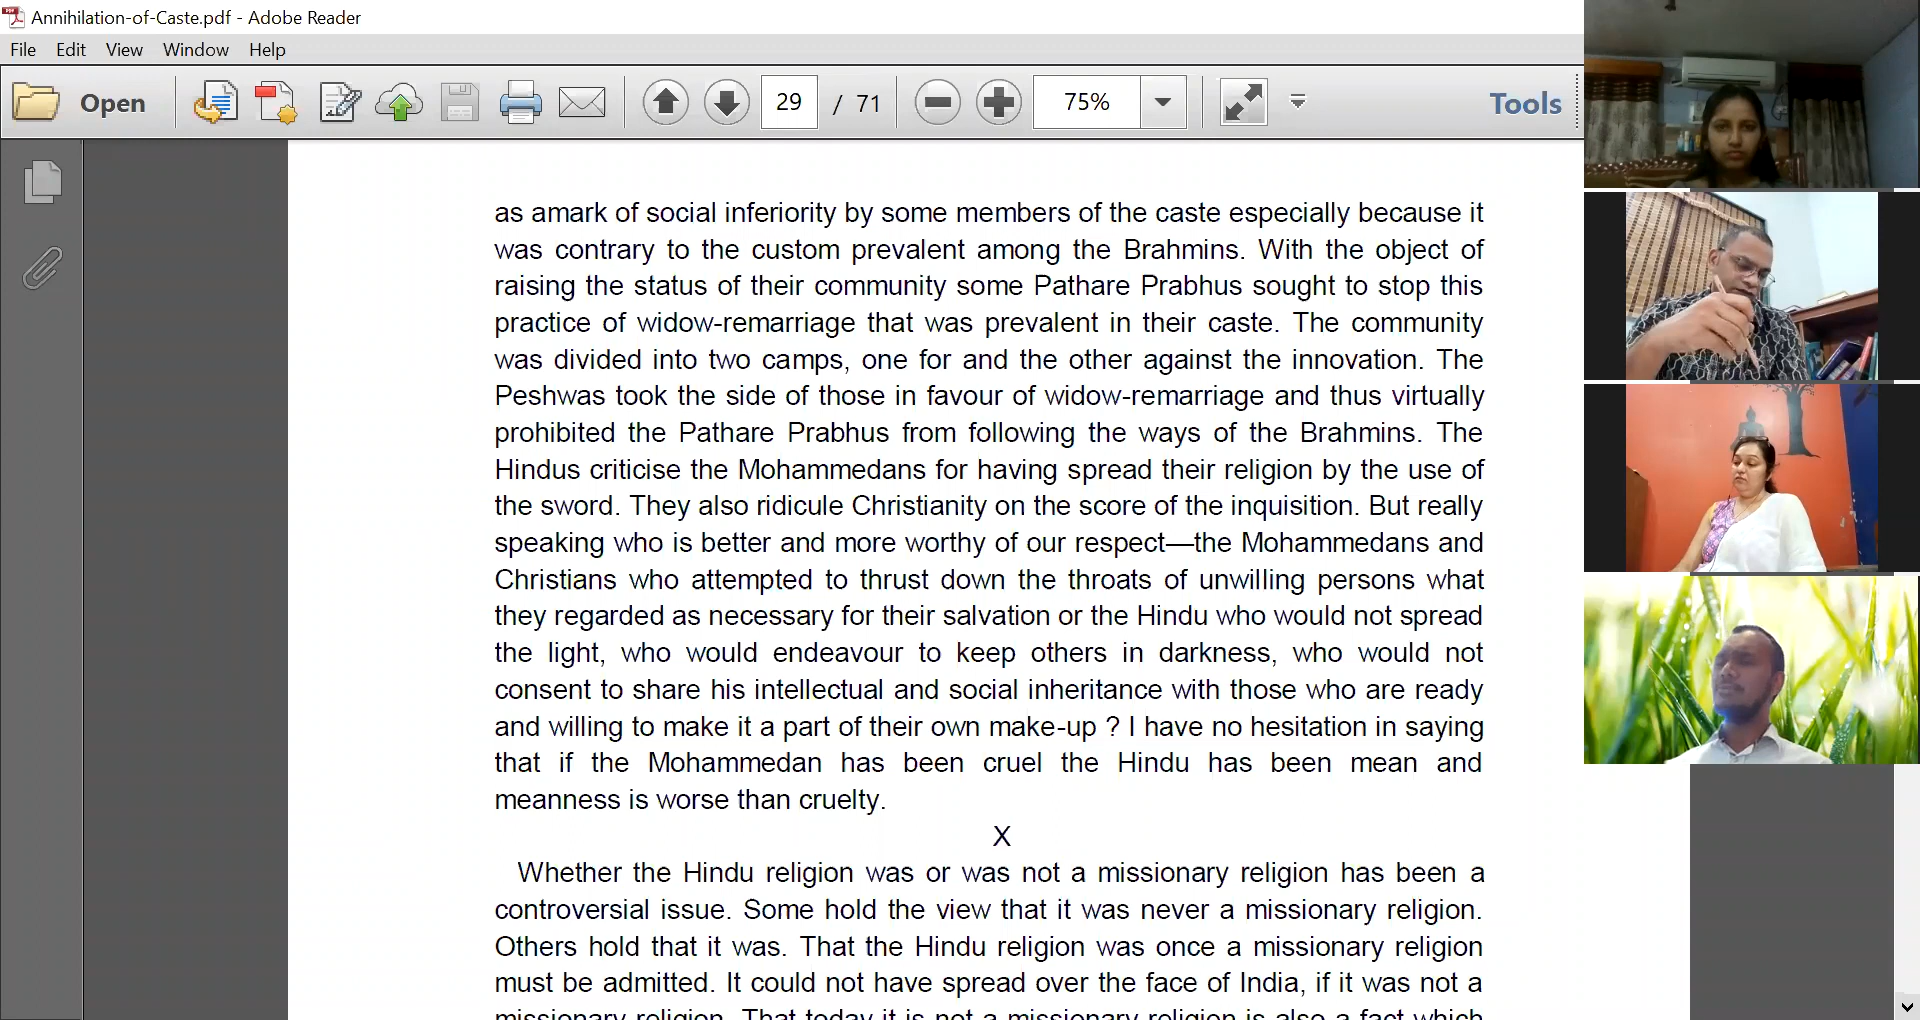 Annihilation-of-Caste.pdf - Adobe Reader
File Edit View Window Help
Open 29 / 71 75% Tools
as amark of social inferiority by some members of the caste especially because it
was contrary to the custom prevalent among the Brahmins. With the object of
raising the status of their community some Pathare Prabhus sought to stop this
practice of widow-remarriage that was prevalent in their caste. The community
was divided into two camps, one for and the other against the innovation. The
Peshwas took the side of those in favour of widow-remarriage and thus virtually
prohibited the Pathare Prabhus from following the ways of the Brahmins. The
Hindus criticise the Mohammedans for having spread their religion by the use of
the sword. They also ridicule Christianity on the score of the inquisition. But really
speaking who is better and more worthy of our respect—the Mohammedans and
Christians who attempted to thrust down the throats of unwilling persons what
they regarded as necessary for their salvation or the Hindu who would not spread
the light, who would endeavour to keep others in darkness, who would not
consent to share his intellectual and social inheritance with those who are ready
and willing to make it a part of their own make-up ? I have no hesitation in saying
that if the Mohammedan has been cruel the Hindu has been mean and
meanness is worse than cruelty.
X
Whether the Hindu religion was or was not a missionary religion has been a
controversial issue. Some hold the view that it was never a missionary religion.
Others hold that it was. That the Hindu religion was once a missionary religion
must be admitted. It could not have spread over the face of India, if it was not a
missionary religion. That today it is not a missionary religion is also a fact which